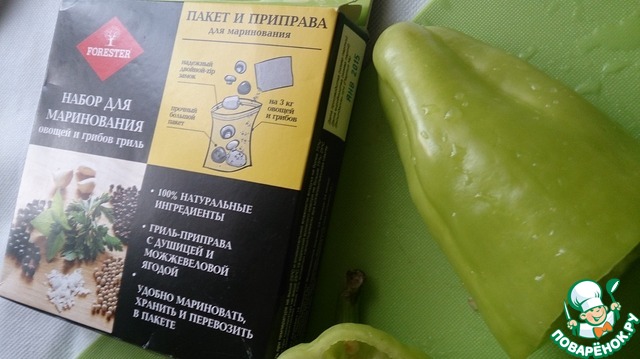 FORESTER
НАБОР ДЛЯ
МАРИНОВАНИЯ
ОВОЩЕЙ И ГРИБОВ ГРИЛЬ
ПАКЕТ И ПРИПРАВА
для маринования
надежный
двойной-zip
замок
прочный
большой
пакет
на 3 кг
овощей
и грибов
• 100% НАТУРАЛЬНЫЕ
ИНГРЕДИЕНТЫ
• ГРИЛЬ-ПРИПРАВА
С ДУШИЦЕЙ И
МОЖЖЕВЕЛОВОЙ
ЯГОДОЙ
• УДОБНО МАРИНОВАТЬ,
ХРАНИТЬ И ПЕРЕВОЗИТЬ
В ПАКЕТЕ
2015
ПОВАРЁНОК.РУ